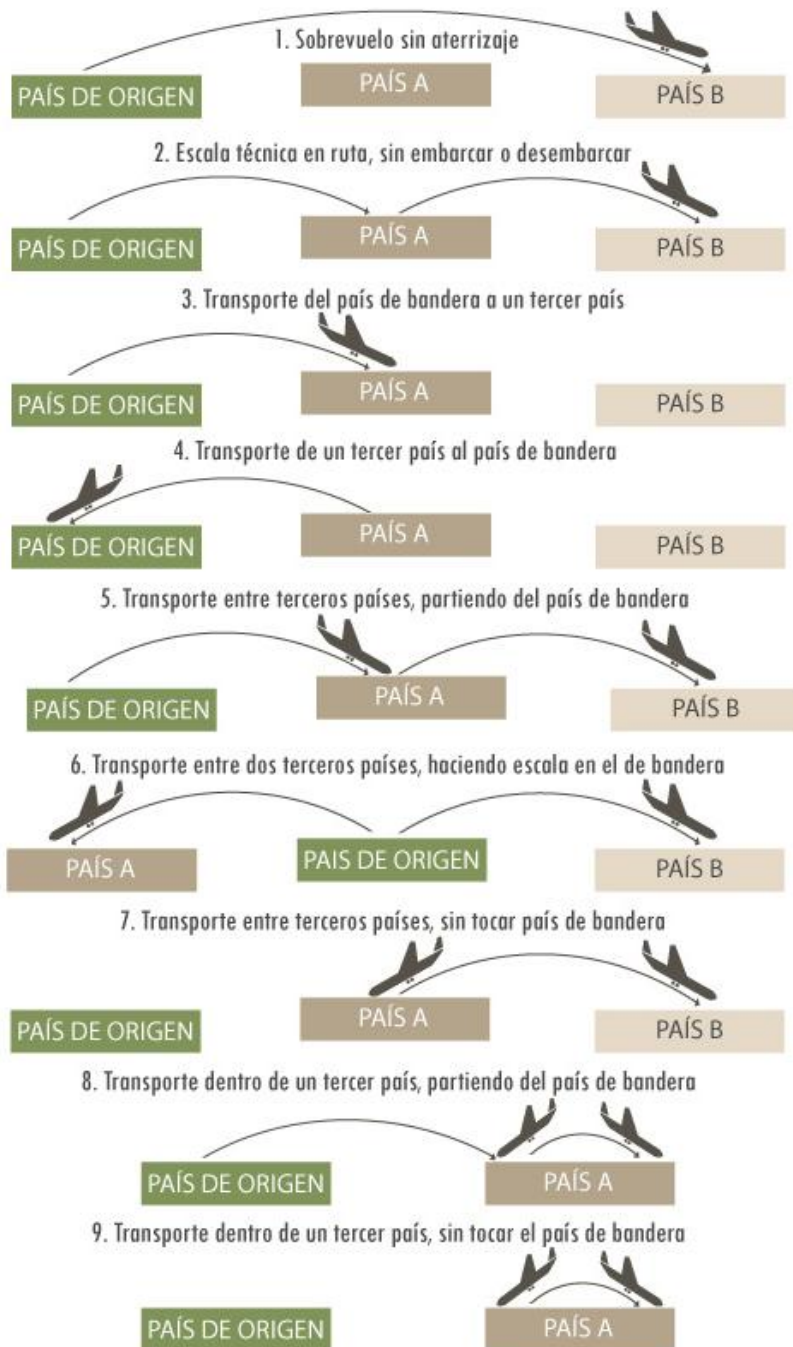 1. Sobrevuelo sin aterrizaje
PAÍS DE ORIGEN PAÍS A PAÍS B
2. Escala técnica en ruta, sin embarcar o desembarcar
PAÍS DE ORIGEN PAÍS A PAÍS B
3. Transporte del país de bandera a un tercer país
PAÍS DE ORIGEN PAÍS A PAÍS B
4. Transporte de un tercer país al país de bandera
PAÍS DE ORIGEN PAÍS A PAÍS B
5. Transporte entre terceros países, partiendo del país de bandera
PAÍS DE ORIGEN PAÍS A PAÍS B
6. Transporte entre dos terceros países, haciendo escala en el de bandera
PAÍS A PAIS DE ORIGEN PAÍS B
7. Transporte entre terceros países, sin tocar país de bandera
PAÍS DE ORIGEN PAÍS A PAÍS B
8. Transporte dentro de un tercer país, partiendo del país de bandera
PAÍS DE ORIGEN PAÍS A
9. Transporte dentro de un tercer país, sin tocar el país de bandera
PAÍS DE ORIGEN PAÍS A